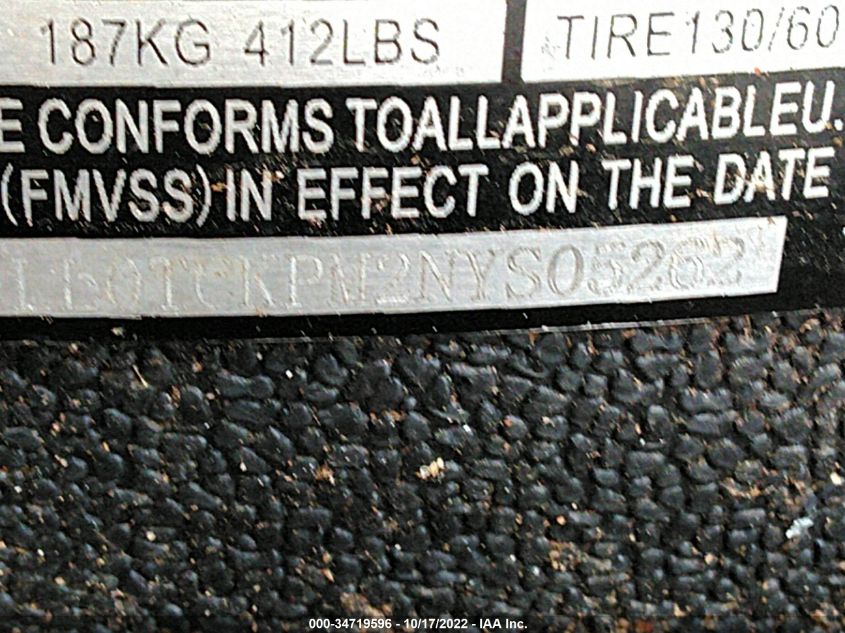 187KG 412LBS
TIRE130/60
E CONFORMS TOALLAPPLICABLEU.
(FMVSS) IN EFFECT ON THE DATE
LE0TCKPM2NYS05262
000-34719596 - 10/17/2022 - IAA Inc.